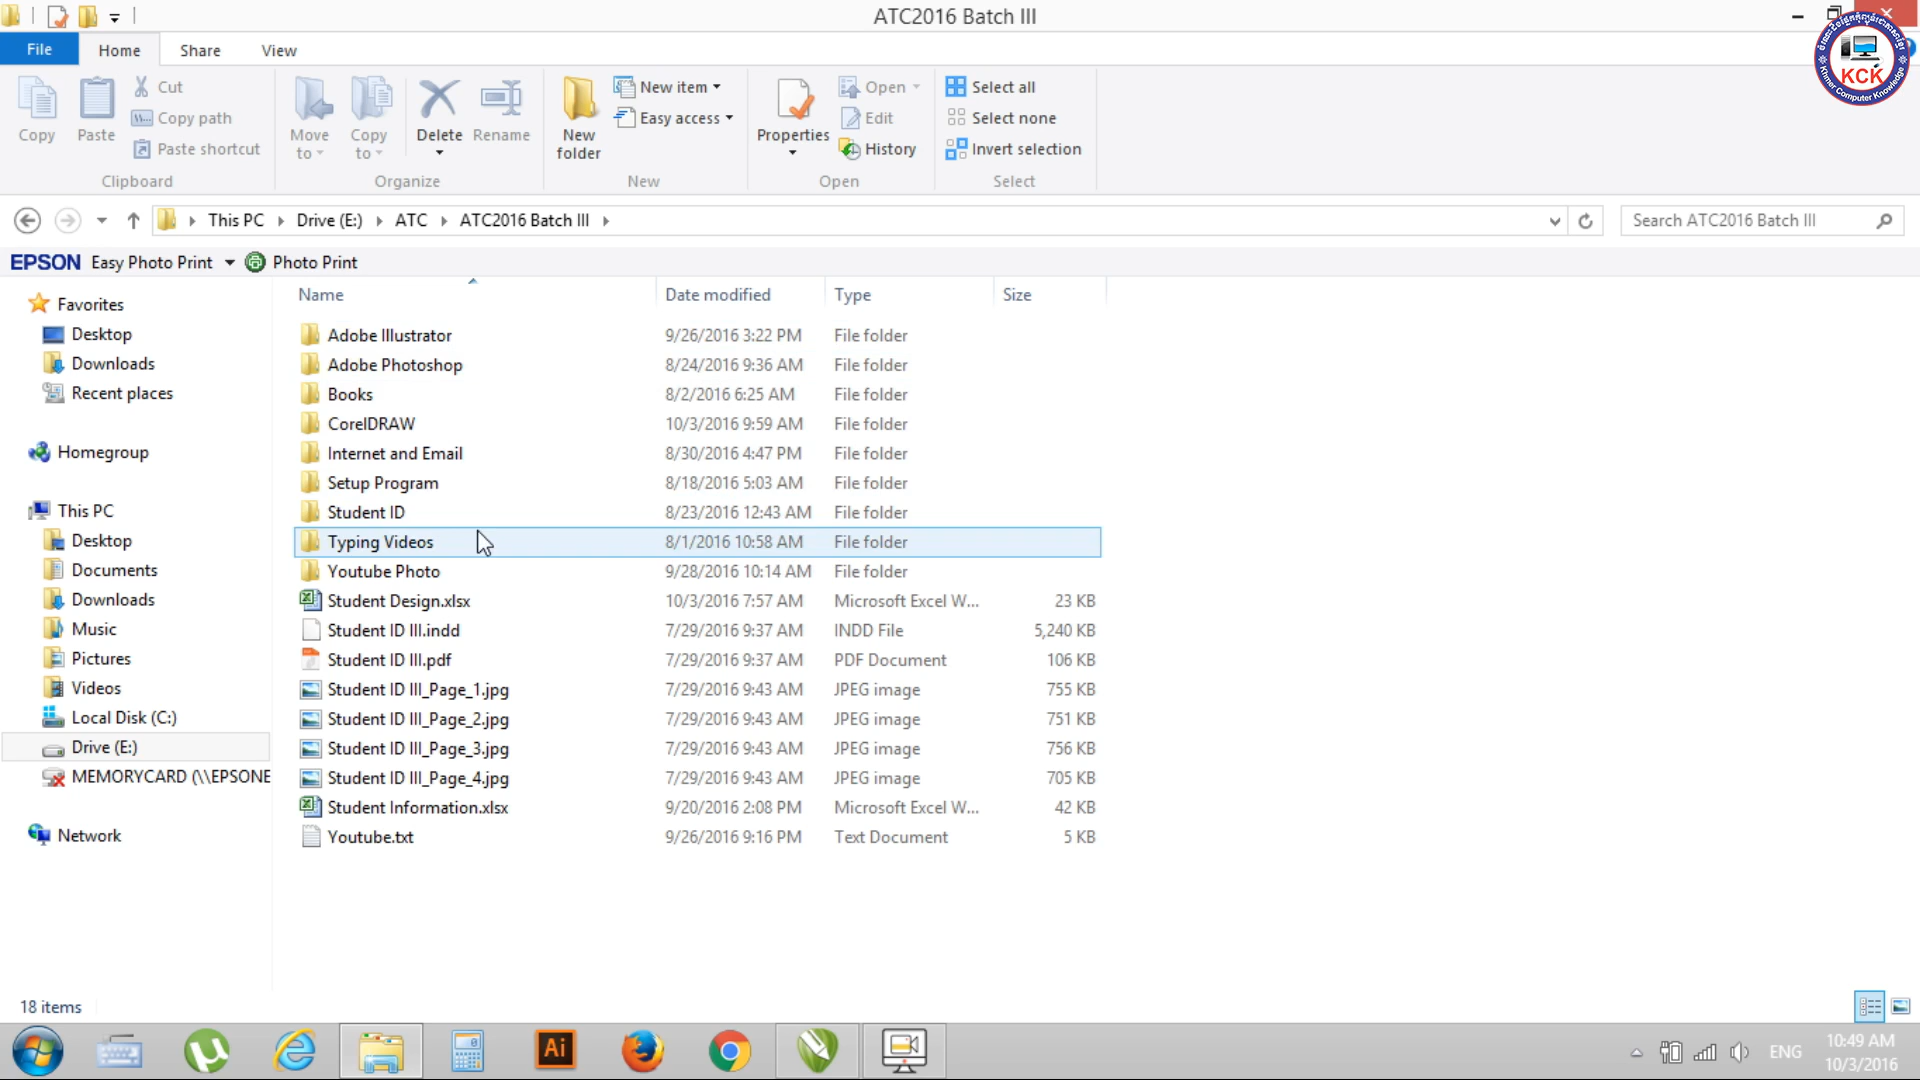 ATC2016 Batch III
File Home Share View
Copy
Paste
Cut
Copy path
Paste shortcut
Clipboard
Move to
Copy to
Delete
Rename
Organize
New folder
New item
Easy access
New
Properties
Open
Edit
History
Open
Select all
Select none
Invert selection
Select
KCK
Khmer Computer Knowledge
This PC Drive (E:) ATC ATC2016 Batch III
Search ATC2016 Batch III
EPSON Easy Photo Print Photo Print
Favorites
Desktop
Downloads
Recent places
Homegroup
This PC
Desktop
Documents
Downloads
Music
Pictures
Videos
Local Disk (C:)
Drive (E:)
MEMORYCARD (\\EPSONE
Network
Name Date modified Type Size
Adobe Illustrator 9/26/2016 3:22 PM File folder
Adobe Photoshop 8/24/2016 9:36 AM File folder
Books 8/2/2016 6:25 AM File folder
CorelDRAW 10/3/2016 9:59 AM File folder
Internet and Email 8/30/2016 4:47 PM File folder
Setup Program 8/18/2016 5:03 AM File folder
Student ID 8/23/2016 12:43 AM File folder
Typing Videos 8/1/2016 10:58 AM File folder
Youtube Photo 9/28/2016 10:14 AM File folder
Student Design.xlsx 10/3/2016 7:57 AM Microsoft Excel W... 23 KB
Student ID III.indd 7/29/2016 9:37 AM INDD File 5,240 KB
Student ID III.pdf 7/29/2016 9:37 AM PDF Document 106 KB
Student ID III_Page_1.jpg 7/29/2016 9:43 AM JPEG image 755 KB
Student ID III_Page_2.jpg 7/29/2016 9:43 AM JPEG image 751 KB
Student ID III_Page_3.jpg 7/29/2016 9:43 AM JPEG image 756 KB
Student ID III_Page_4.jpg 7/29/2016 9:43 AM JPEG image 705 KB
Student Information.xlsx 9/20/2016 2:08 PM Microsoft Excel W... 42 KB
Youtube.txt 9/26/2016 9:16 PM Text Document 5 KB
18 items
Ai
ENG
10:49 AM
10/3/2016